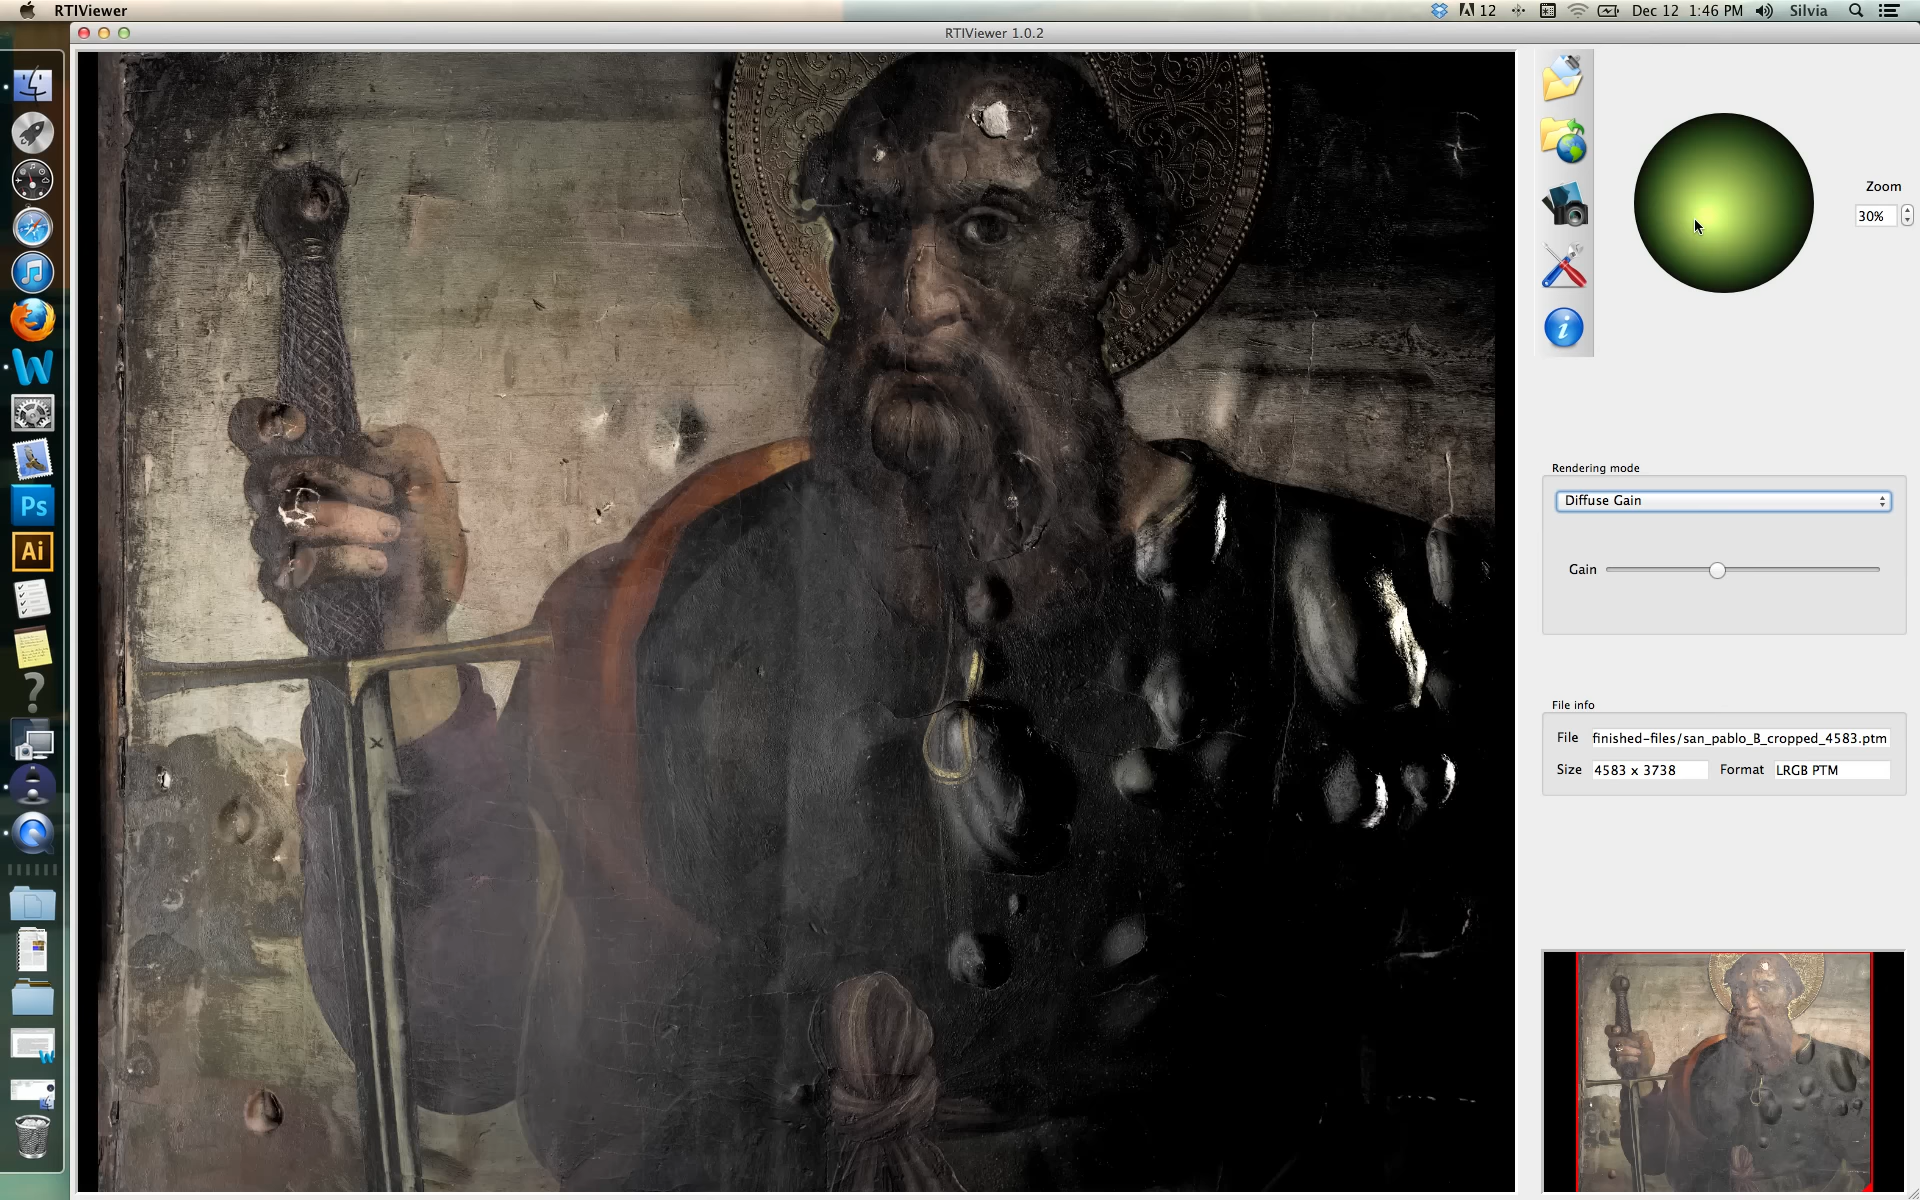 RTIViewer
12
Dec 12 1:46 PM
Silvia
RTIViewer 1.0.2
Zoom
30%
Rendering mode
Diffuse Gain
Gain
File info
File finished-files/san_pablo_B_cropped_4583.ptm
Size 4583 x 3738 Format LRGB PTM
W
Ps
Ai